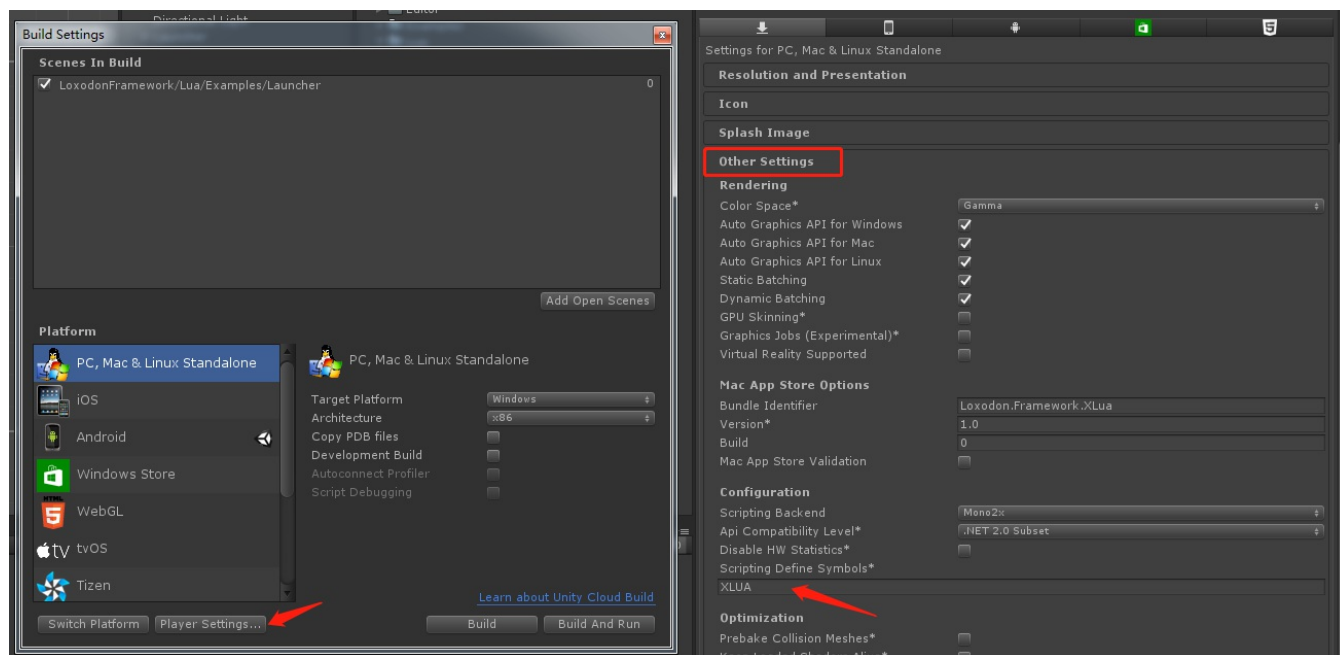 Directional Light
Editor
Build Settings
Scenes In Build
LoxodonFramework/Lua/Examples/Launcher 0
Add Open Scenes
Platform
PC, Mac & Linux Standalone
iOS
Android
Windows Store
HTML
5
WebGL
tv
tvOS
Tizen
PC, Mac & Linux Standalone
Target Platform Windows
Architecture x86
Copy PDB files
Development Build
Autoconnect Profiler
Script Debugging
Learn about Unity Cloud Build
Switch Platform Player Settings... Build Build And Run
Settings for PC, Mac & Linux Standalone
Resolution and Presentation
Icon
Splash Image
Other Settings
Rendering
Color Space* Gamma
Auto Graphics API for Windows
Auto Graphics API for Mac
Auto Graphics API for Linux
Static Batching
Dynamic Batching
GPU Skinning*
Graphics Jobs (Experimental)*
Virtual Reality Supported
Mac App Store Options
Bundle Identifier Loxodon.Framework.XLua
Version* 1.0
Build 0
Mac App Store Validation
Configuration
Scripting Backend Mono2x
Api Compatibility Level* .NET 2.0 Subset
Disable HW Statistics*
Scripting Define Symbols*
XLUA
Optimization
Prebake Collision Meshes*